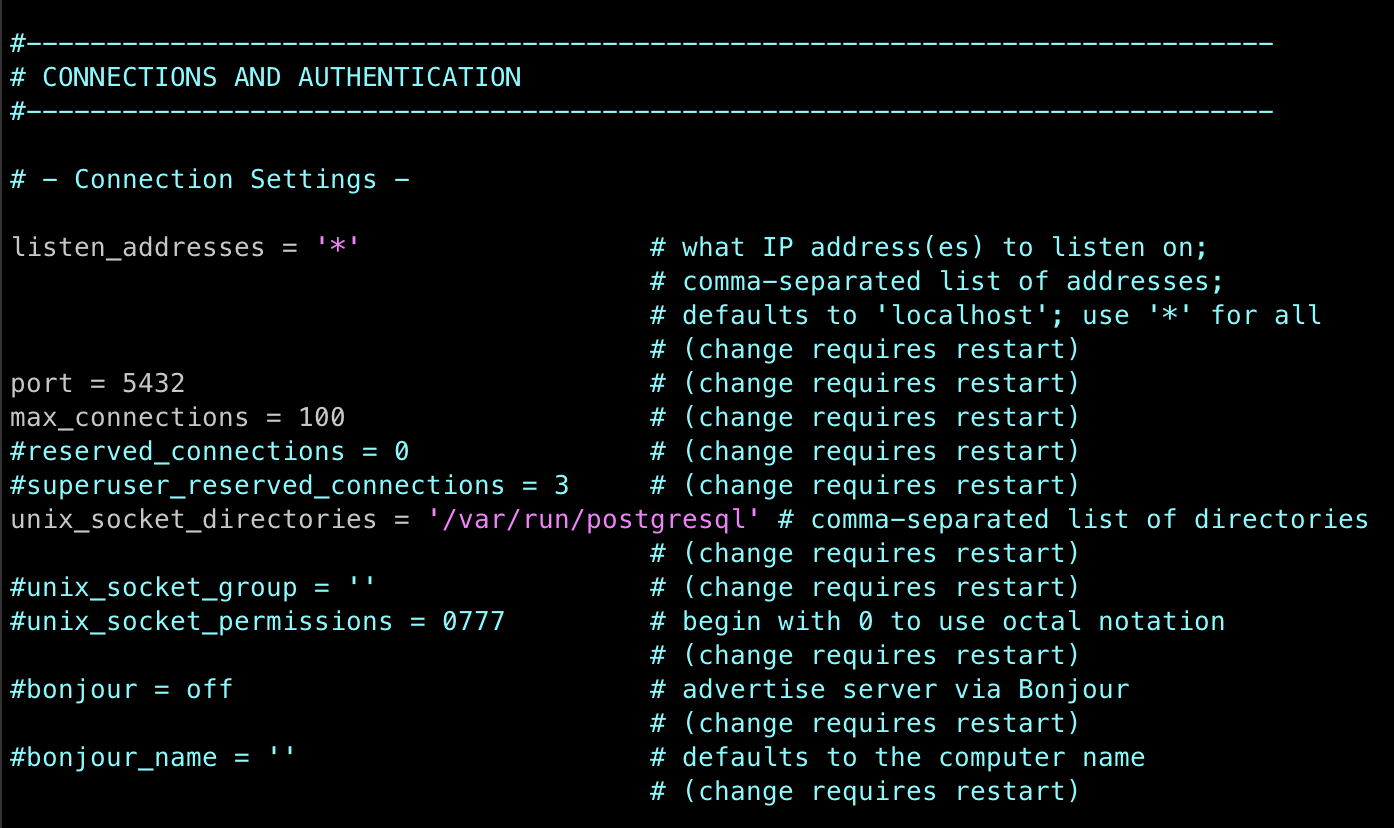 #------------------------------------------------------------------------------
# CONNECTIONS AND AUTHENTICATION
#------------------------------------------------------------------------------
# - Connection Settings -
listen_addresses = '*'                  # what IP address(es) to listen on;
                                        # comma-separated list of addresses;
                                        # defaults to 'localhost'; use '*' for all
                                        # (change requires restart)
port = 5432                             # (change requires restart)
max_connections = 100                   # (change requires restart)
#reserved_connections = 0               # (change requires restart)
#superuser_reserved_connections = 3     # (change requires restart)
unix_socket_directories = '/var/run/postgresql' # comma-separated list of directories
                                        # (change requires restart)
#unix_socket_group = ''                 # (change requires restart)
#unix_socket_permissions = 0777         # begin with 0 to use octal notation
                                        # (change requires restart)
#bonjour = off                          # advertise server via Bonjour
                                        # (change requires restart)
#bonjour_name = ''                      # defaults to the computer name
                                        # (change requires restart)